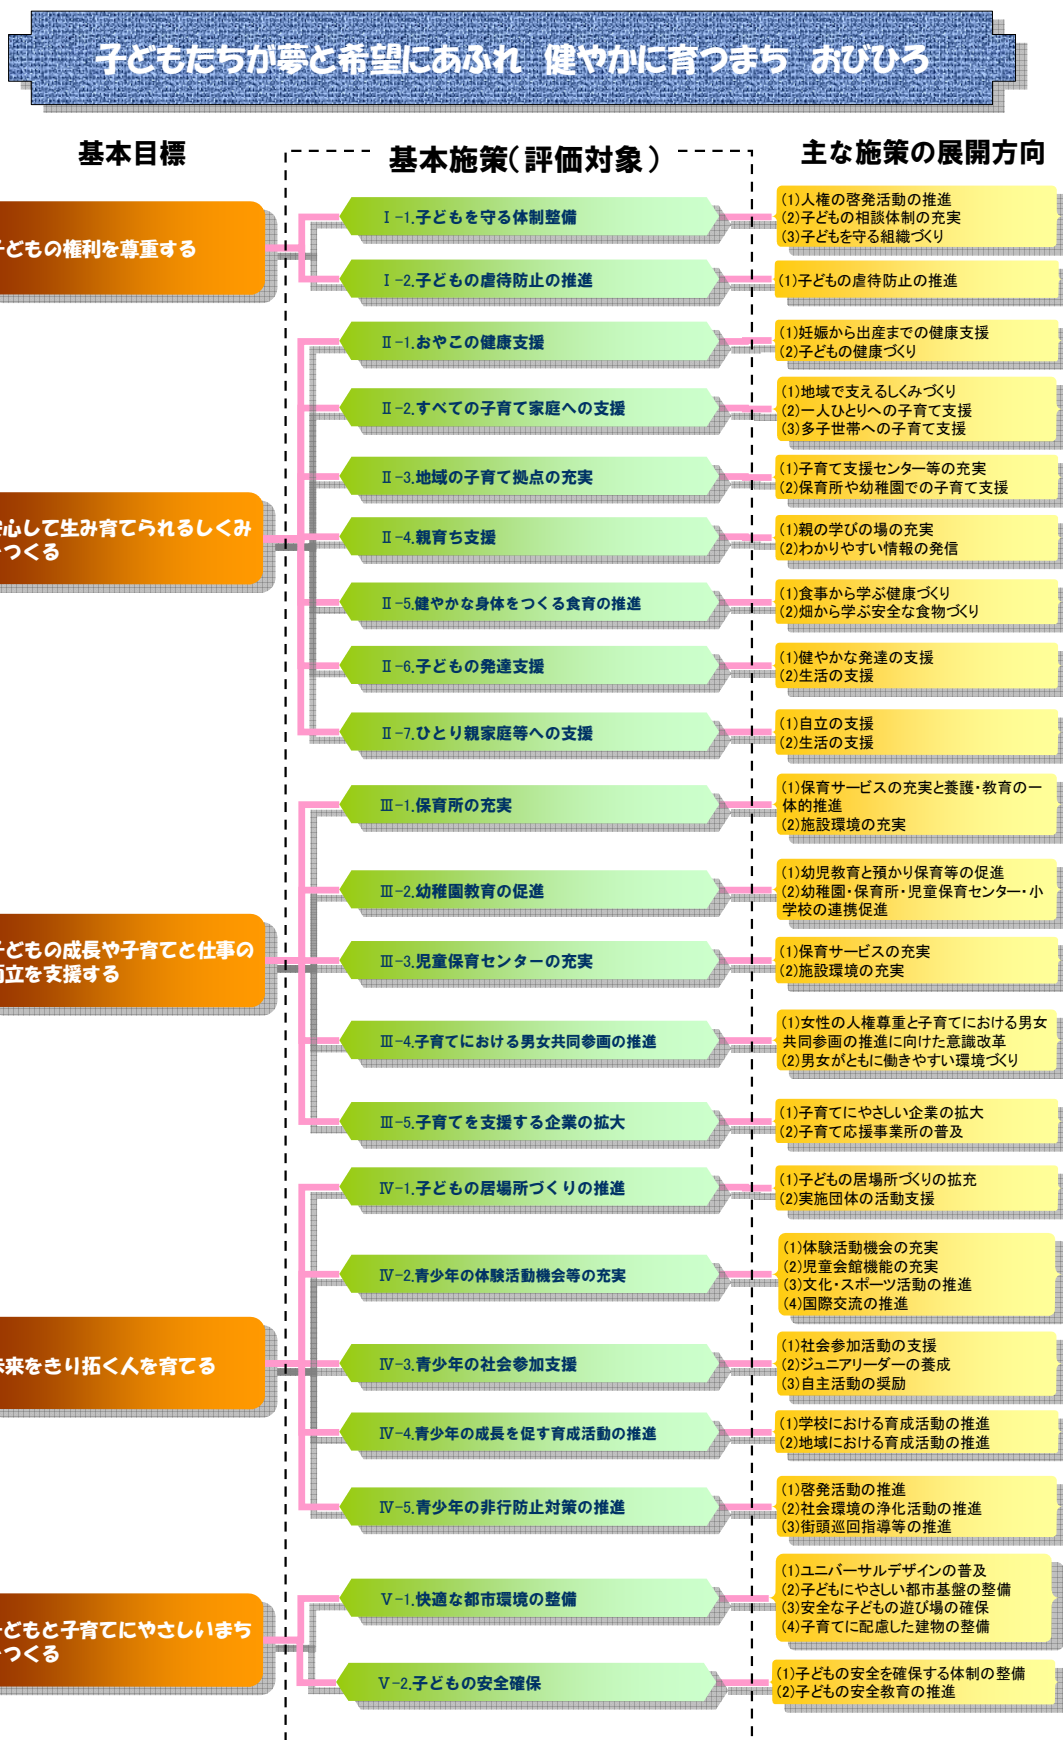 子どもたちが夢と希望にあふれ 健やかに育つまち おびひろ
基本目標
基本施策(評価対象)
主な施策の展開方向
子どもの権利を尊重する
Ⅰ-1.子どもを守る体制整備
(1)人権の啓発活動の推進
(2)子どもの相談体制の充実
(3)子どもを守る組織づくり
Ⅰ-2.子どもの虐待防止の推進
(1)子どもの虐待防止の推進
安心して生み育てられるしくみ
をつくる
Ⅱ-1.おやこの健康支援
(1)妊娠から出産までの健康支援
(2)子どもの健康づくり
Ⅱ-2.すべての子育て家庭への支援
(1)地域で支えるしくみづくり
(2)一人ひとりへの子育て支援
(3)多子世帯への子育て支援
Ⅱ-3.地域の子育て拠点の充実
(1)子育て支援センター等の充実
(2)保育所や幼稚園での子育て支援
Ⅱ-4.親育ち支援
(1)親の学びの場の充実
(2)わかりやすい情報の発信
Ⅱ-5.健やかな身体をつくる食育の推進
(1)食事から学ぶ健康づくり
(2)畑から学ぶ安全な食物づくり
Ⅱ-6.子どもの発達支援
(1)健やかな発達の支援
(2)生活の支援
Ⅱ-7.ひとり親家庭等への支援
(1)自立の支援
(2)生活の支援
子どもの成長や子育てと仕事の
両立を支援する
Ⅲ-1.保育所の充実
(1)保育サービスの充実と養護・教育の一
体的推進
(2)施設環境の充実
Ⅲ-2.幼稚園教育の促進
(1)幼児教育と預かり保育等の促進
(2)幼稚園・保育所・児童保育センター・小
学校の連携促進
Ⅲ-3.児童保育センターの充実
(1)保育サービスの充実
(2)施設環境の充実
Ⅲ-4.子育てにおける男女共同参画の推進
(1)女性の人権尊重と子育てにおける男女
共同参画の推進に向けた意識改革
(2)男女がともに働きやすい環境づくり
Ⅲ-5.子育てを支援する企業の拡大
(1)子育てにやさしい企業の拡大
(2)子育て応援事業所の普及
未来をきり拓く人を育てる
Ⅳ-1.子どもの居場所づくりの推進
(1)子どもの居場所づくりの拡充
(2)実施団体の活動支援
Ⅳ-2.青少年の体験活動機会等の充実
(1)体験活動機会の充実
(2)児童会館機能の充実
(3)文化・スポーツ活動の推進
(4)国際交流の推進
Ⅳ-3.青少年の社会参加支援
(1)社会参加活動の支援
(2)ジュニアリーダーの養成
(3)自主活動の奨励
Ⅳ-4.青少年の成長を促す育成活動の推進
(1)学校における育成活動の推進
(2)地域における育成活動の推進
Ⅳ-5.青少年の非行防止対策の推進
(1)啓発活動の推進
(2)社会環境の浄化活動の推進
(3)街頭巡回指導等の推進
子どもと子育てにやさしいまち
をつくる
Ⅴ-1.快適な都市環境の整備
(1)ユニバーサルデザインの普及
(2)子どもにやさしい都市基盤の整備
(3)安全な子どもの遊び場の確保
(4)子育てに配慮した建物の整備
Ⅴ-2.子どもの安全確保
(1)子どもの安全を確保する体制の整備
(2)子どもの安全教育の推進